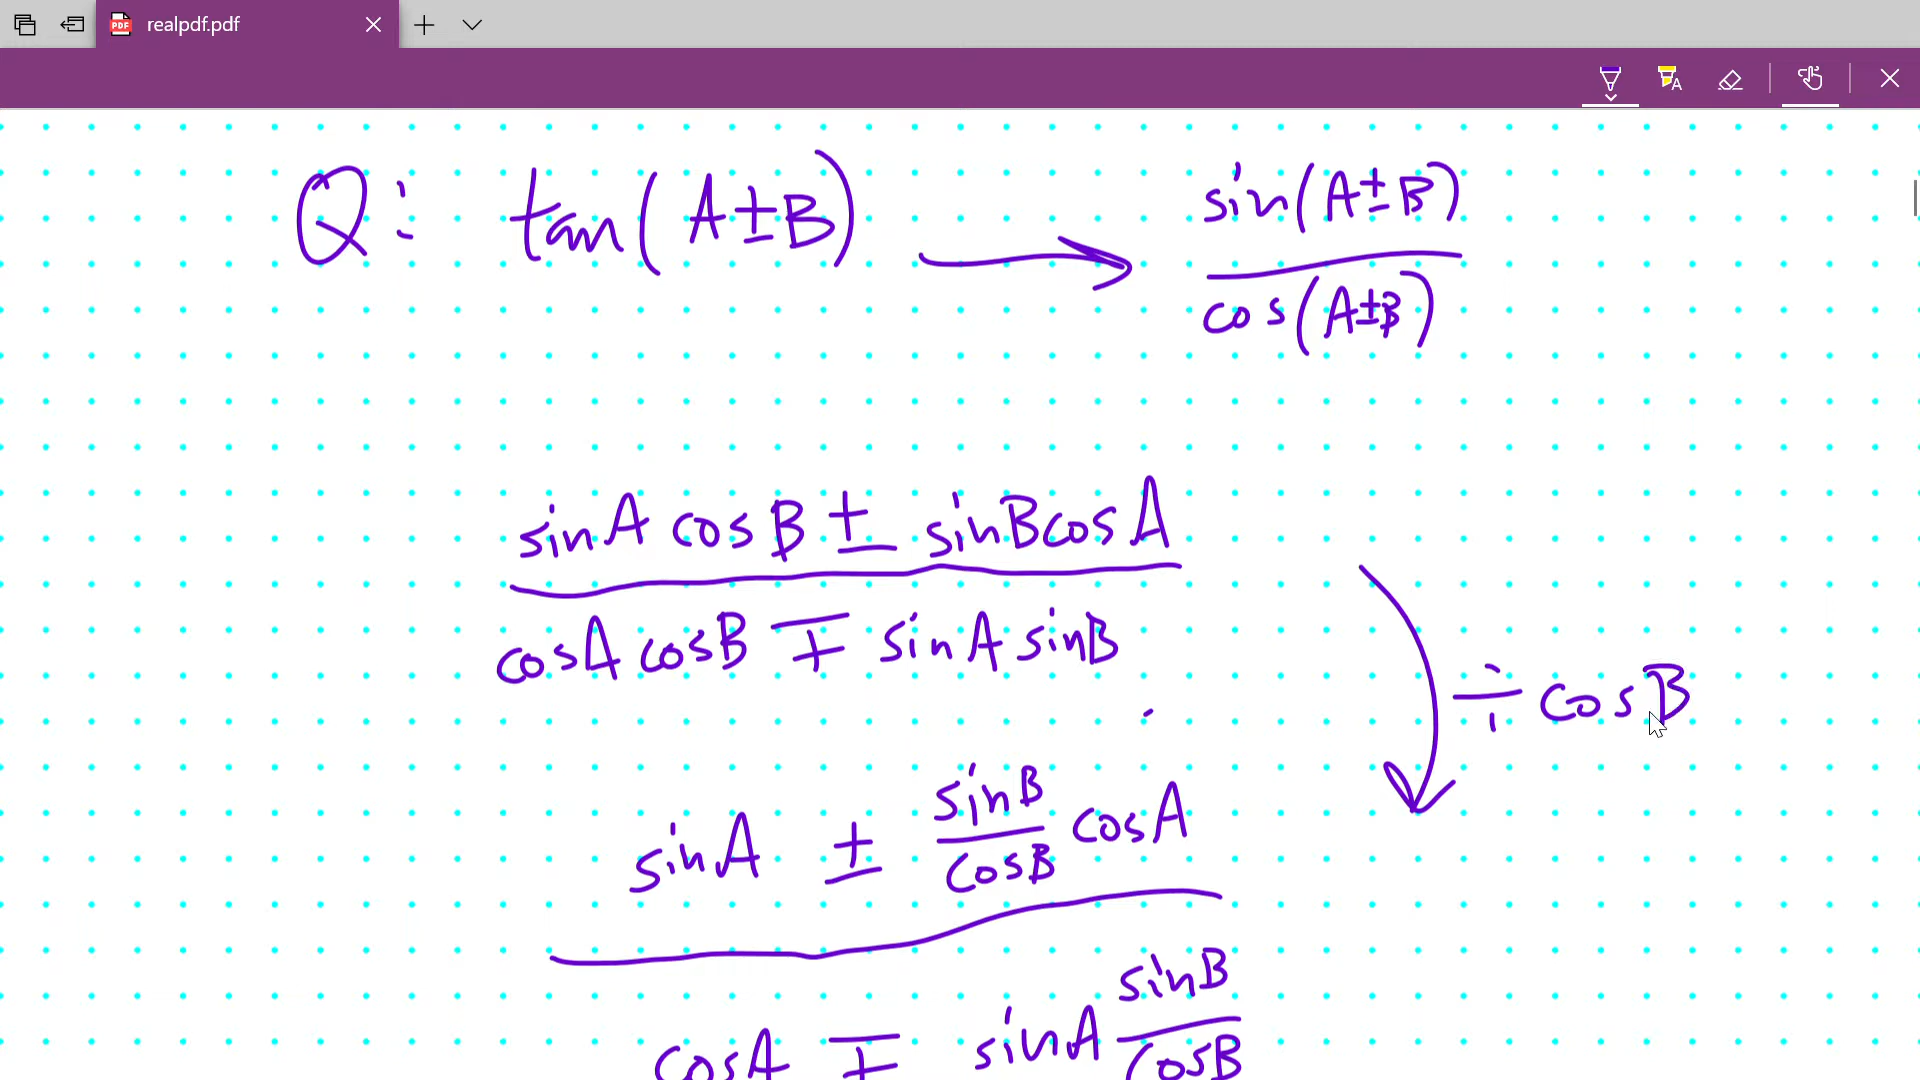 realpdf.pdf
Q: tan(A±B) → sin(A±B) / cos(A±B)
sinA cosB ± sinBcosA
cosA cosB ∓ sinA sinB
÷ cosB
sinA ± sinB/cosB cosA
cosA ∓ sinA sinB/cosB